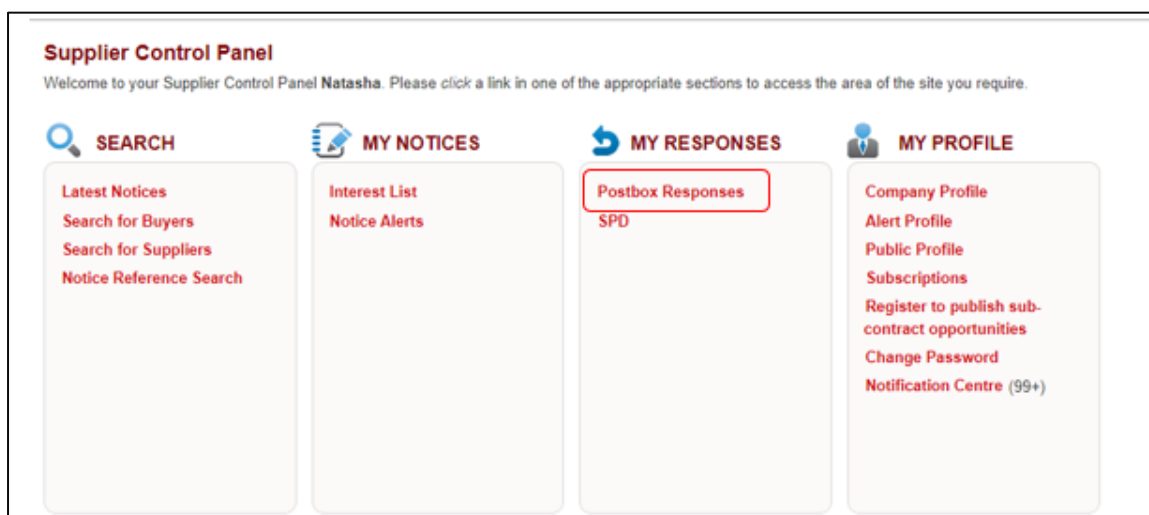 Supplier Control Panel
Welcome to your Supplier Control Panel Natasha. Please click a link in one of the appropriate sections to access the area of the site you require.
SEARCH
Latest Notices
Search for Buyers
Search for Suppliers
Notice Reference Search
MY NOTICES
Interest List
Notice Alerts
MY RESPONSES
Postbox Responses
SPD
MY PROFILE
Company Profile
Alert Profile
Public Profile
Subscriptions
Register to publish sub-
contract opportunities
Change Password
Notification Centre (99+)